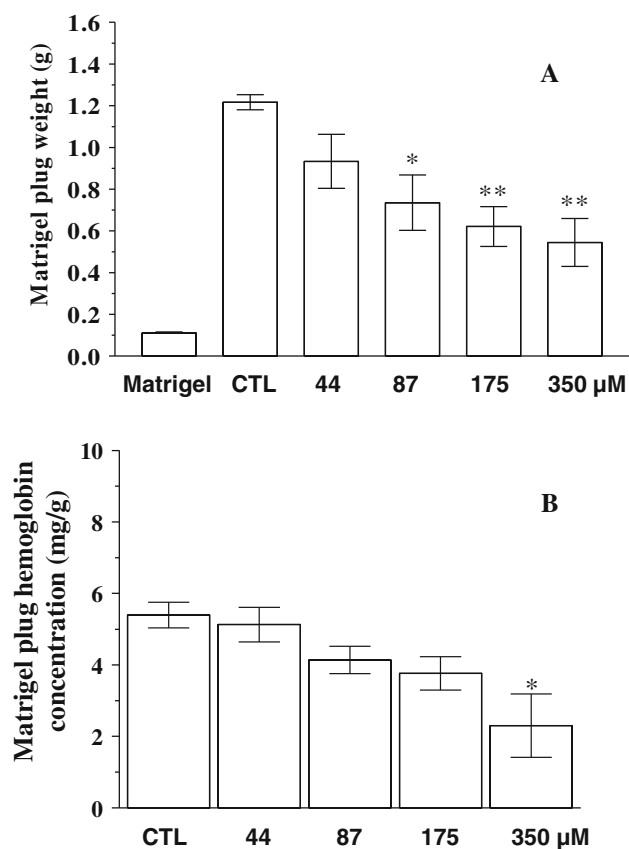 1.6
A
1.4
1.2
1.0
*
0.8
**
**
0.6
0.4
0.2
0.0
Matrigel plug weight (g)
Matrigel CTL 44 87 175 350 µM
10
B
8
6
4
*
2
0
Matrigel plug hemoglobin
concentration (mg/g)
CTL 44 87 175 350 µM